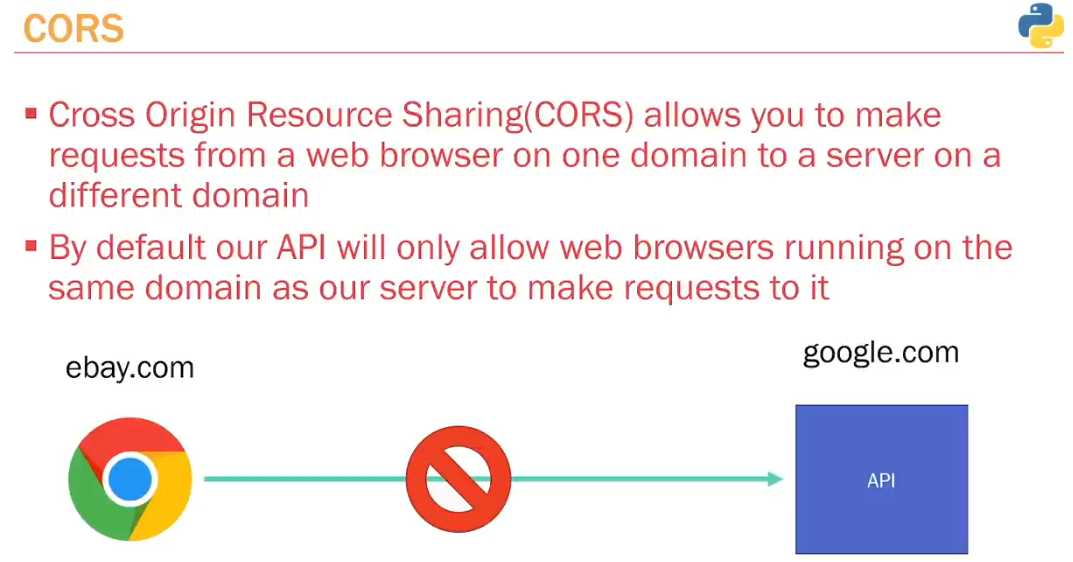 CORS
▪ Cross Origin Resource Sharing(CORS) allows you to make
requests from a web browser on one domain to a server on a
different domain
▪ By default our API will only allow web browsers running on the
same domain as our server to make requests to it
ebay.com
google.com
API